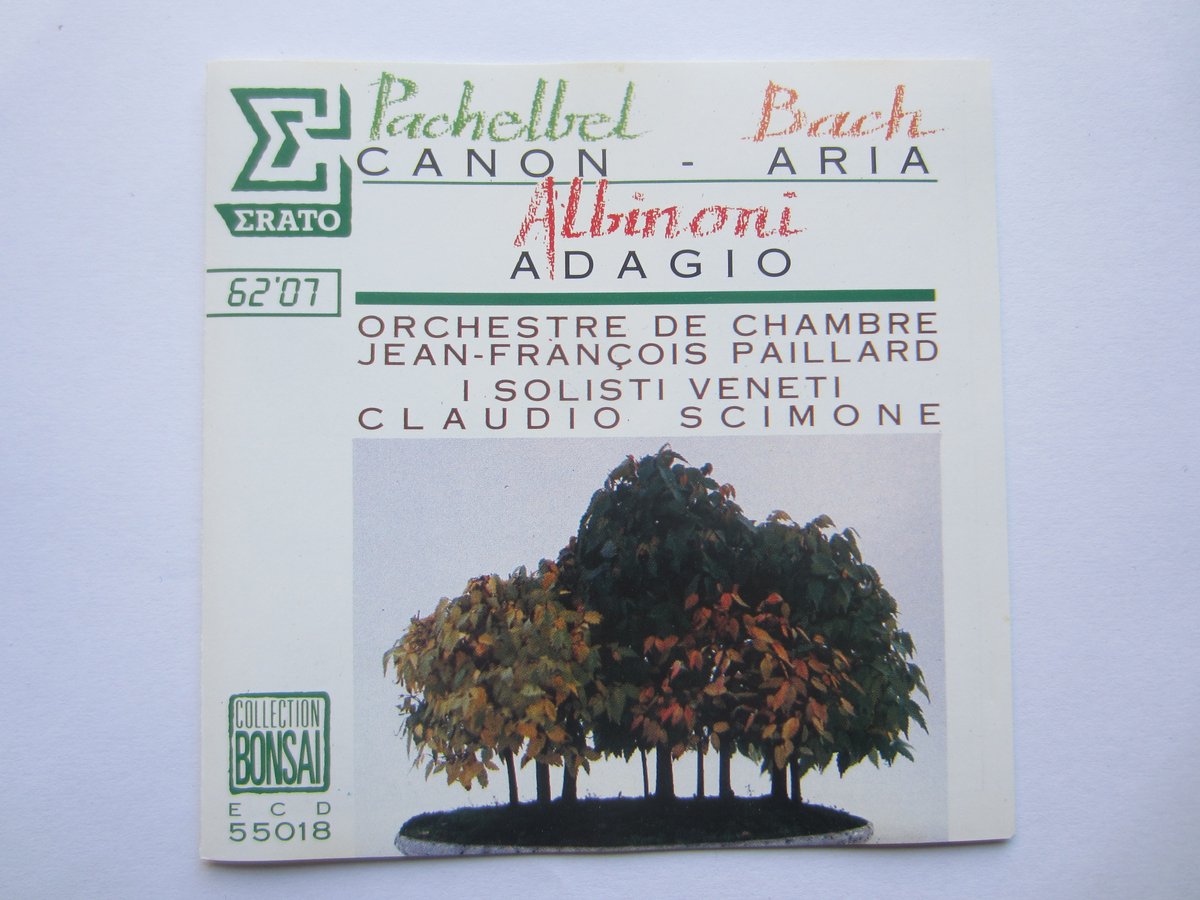 Pachelbel Bach
CANON - ARIA
Albinoni
ADAGIO
ΣRATO
62'07
ORCHESTRE DE CHAMBRE
JEAN-FRANÇOIS PAILLARD
I SOLISTI VENETI
CLAUDIO SCIMONE
COLLECTION
BONSAI
ECD
55018